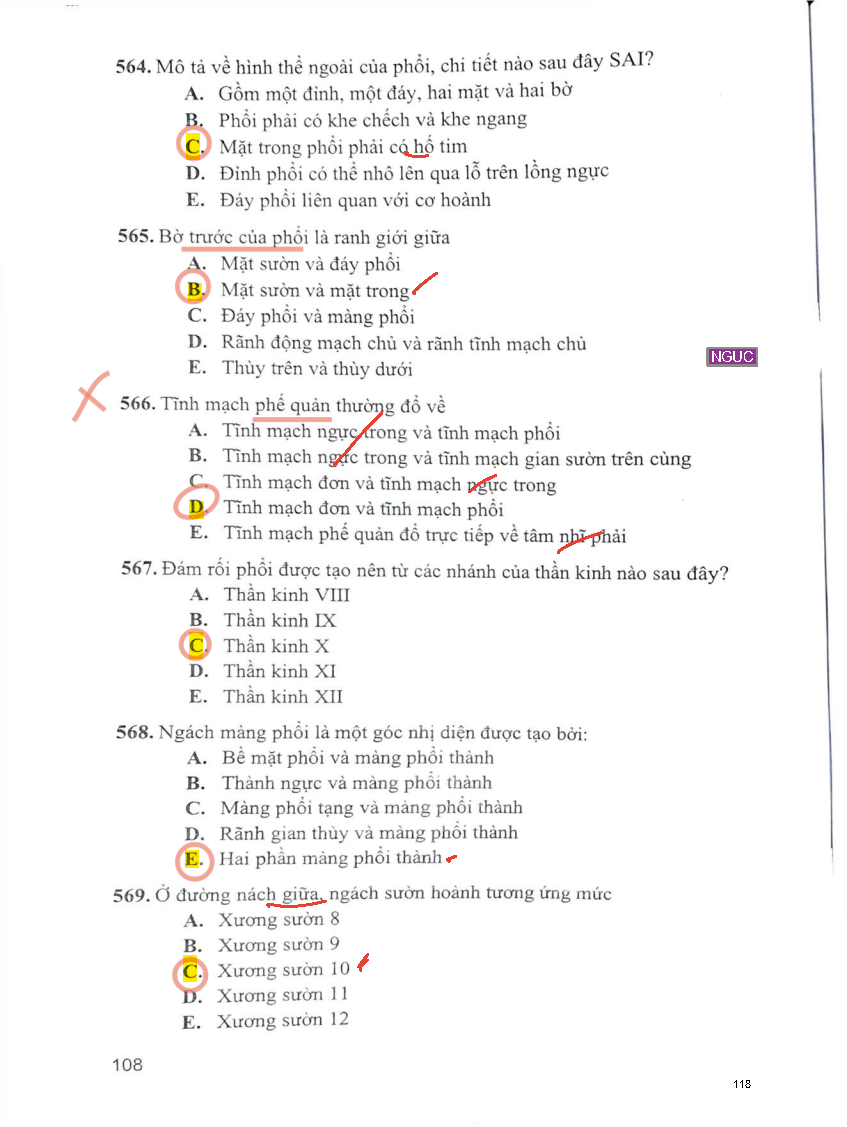 564. Mô tả về hình thể ngoài của phổi, chi tiết nào sau đây SAI?
A. Gồm một đỉnh, một đáy, hai mặt và hai bờ
B. Phổi phải có khe chếch và khe ngang
C. Mặt trong phổi phải có hố tim
D. Đỉnh phổi có thể nhô lên qua lỗ trên lồng ngực
E. Đáy phổi liên quan với cơ hoành
565. Bờ trước của phổi là ranh giới giữa
A. Mặt sườn và đáy phổi
B. Mặt sườn và mặt trong
C. Đáy phổi và màng phổi
D. Rãnh động mạch chủ và rãnh tĩnh mạch chủ
E. Thùy trên và thùy dưới
NGUC
566. Tĩnh mạch phế quản thường đổ về
A. Tĩnh mạch ngực trong và tĩnh mạch phổi
B. Tĩnh mạch ngực trong và tĩnh mạch gian sườn trên cùng
C. Tĩnh mạch đơn và tĩnh mạch ngực trong
D. Tĩnh mạch đơn và tĩnh mạch phổi
E. Tĩnh mạch phế quản đổ trực tiếp về tâm nhĩ phải
567. Đám rối phổi được tạo nên từ các nhánh của thần kinh nào sau đây?
A. Thần kinh VIII
B. Thần kinh IX
C. Thần kinh X
D. Thần kinh XI
E. Thần kinh XII
568. Ngách màng phổi là một góc nhị diện được tạo bởi:
A. Bề mặt phổi và màng phổi thành
B. Thành ngực và màng phổi thành
C. Màng phổi tạng và màng phổi thành
D. Rãnh gian thùy và màng phổi thành
E. Hai phần màng phổi thành
569. Ở đường nách giữa, ngách sườn hoành tương ứng mức
A. Xương sườn 8
B. Xương sườn 9
C. Xương sườn 10
D. Xương sườn 11
E. Xương sườn 12
108
118